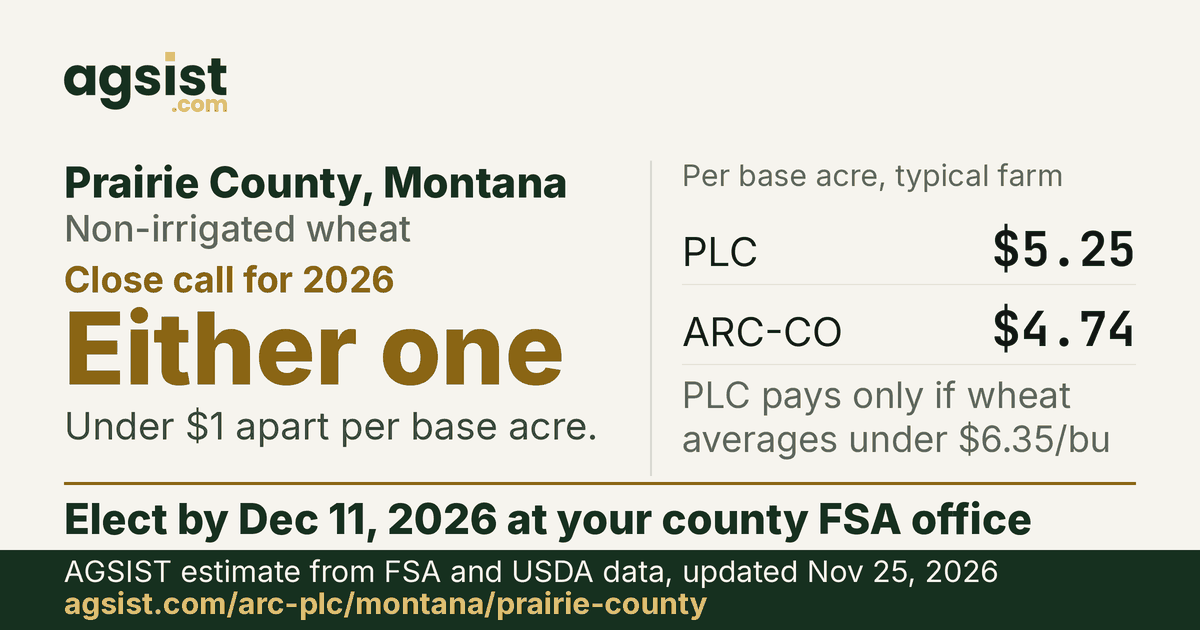 agsist
.com
Prairie County, Montana
Non-irrigated wheat
Close call for 2026
Either one
Under $1 apart per base acre.
Per base acre, typical farm
PLC $5.25
ARC-CO $4.74
PLC pays only if wheat
averages under $6.35/bu
Elect by Dec 11, 2026 at your county FSA office
AGSIST estimate from FSA and USDA data, updated Nov 25, 2026
agsist.com/arc-plc/montana/prairie-county